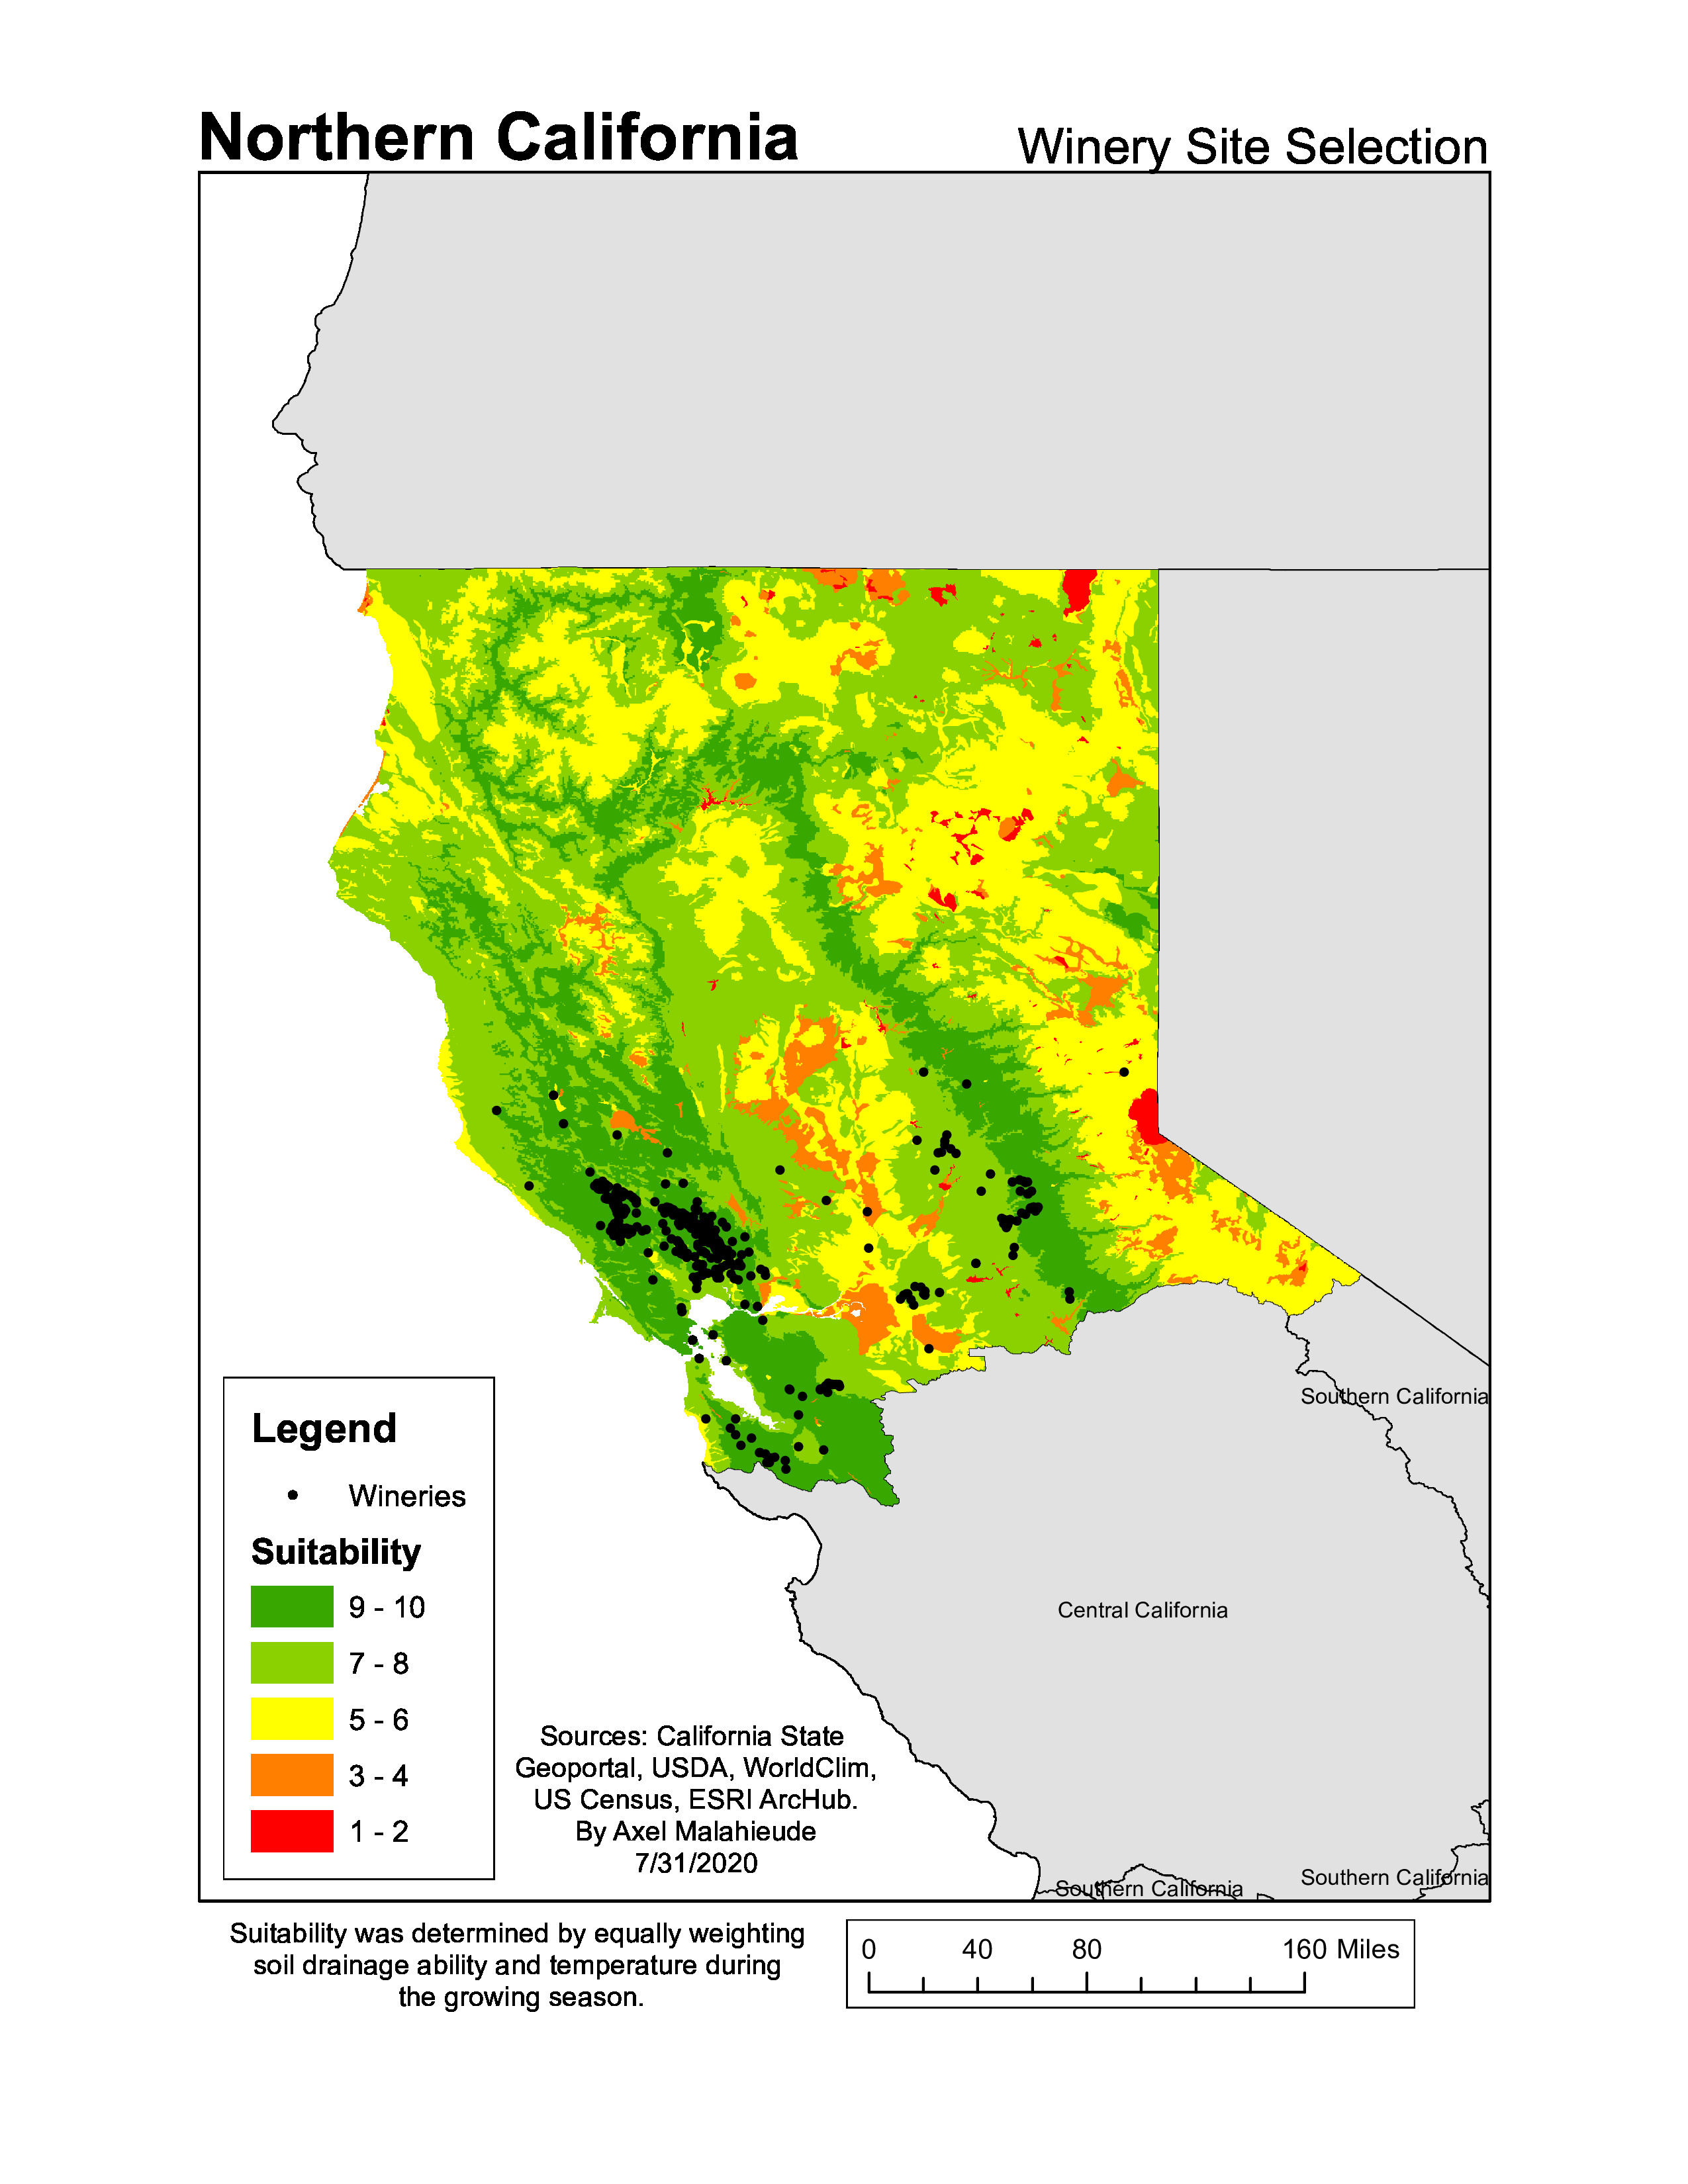 Northern California
Winery Site Selection
Southern California
Central California
Legend
Wineries
Suitability
9 - 10
7 - 8
5 - 6
3 - 4
1 - 2
Sources: California State
Geoportal, USDA, WorldClim,
US Census, ESRI ArcHub.
By Axel Malahieude
7/31/2020
Southern California
Southern California
Suitability was determined by equally weighting
soil drainage ability and temperature during
the growing season.
0 40 80 160 Miles